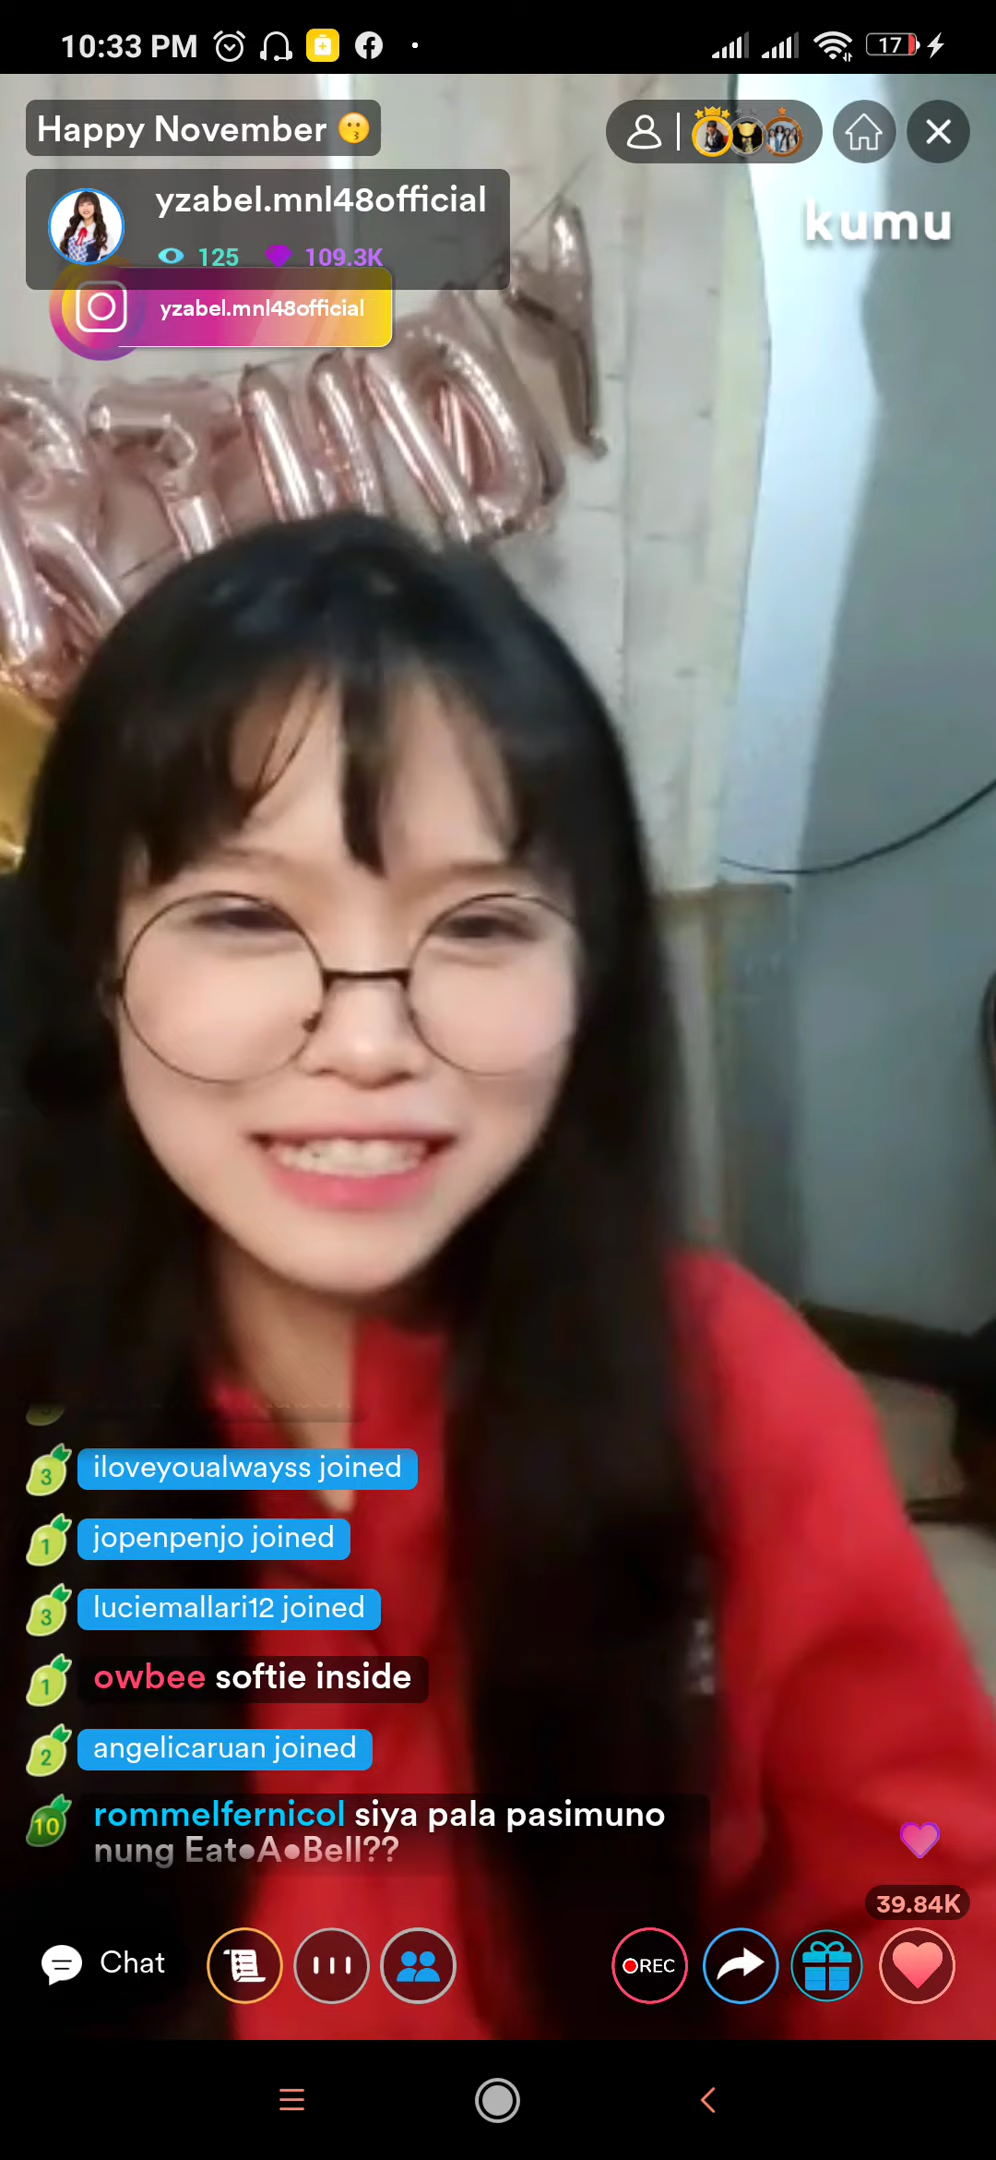 10:33 PM
17
Happy November 😗
yzabel.mnl48official
125 109.3K
kumu
yzabel.mnl48official
3 iloveyoualwayss joined
1 jopenpenjo joined
3 luciemallari12 joined
1 owbee softie inside
2 angelicaruan joined
10 rommelfernicol siya pala pasimuno
nung Eat•A•Bell??
39.84K
Chat
REC